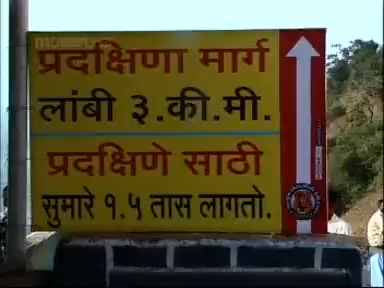 प्रदक्षिणा मार्ग
लांबी ३.की.मी.
प्रदक्षिणे साठी
सुमारे १.५ तास लागतो.